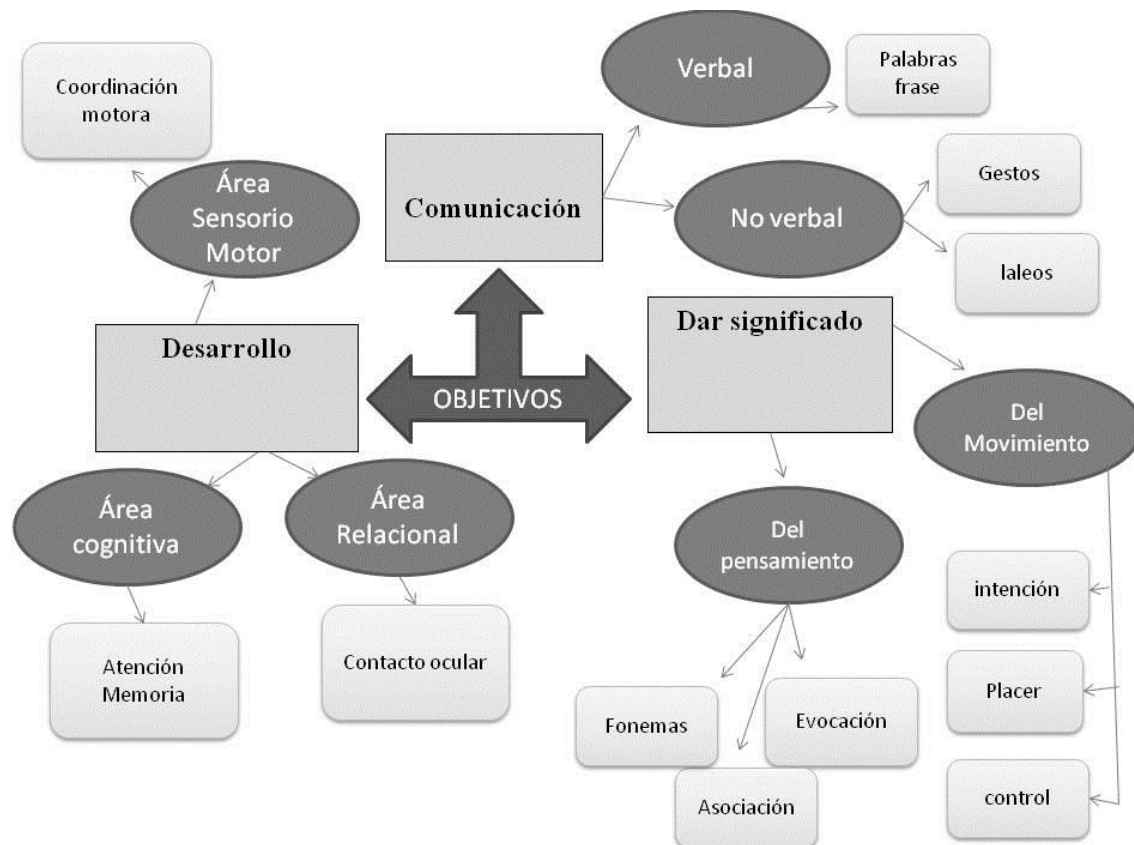 Coordinación
motora
Área
Sensorio
Motor
Desarrollo
Área
cognitiva
Atención
Memoria
Área
Relacional
Contacto ocular
OBJETIVOS
Comunicación
Verbal
Palabras
frase
No verbal
Gestos
laleos
Dar significado
Del
Movimiento
intención
Placer
control
Del
pensamiento
Fonemas
Asociación
Evocación